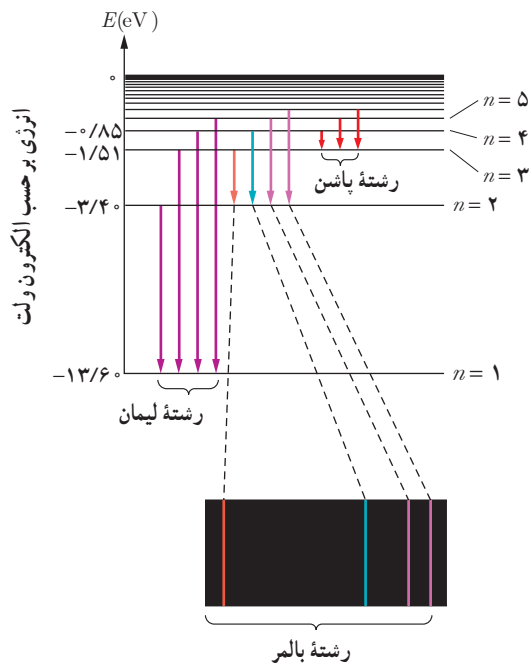 E(eV)
انرژی بر حسب الکترون ولت
۰
n = ۵
−۰/۸۵
n = ۴
−۱/۵۱
n = ۳
رشتهٔ پاشن
−۳/۴۰
n = ۲
−۱۳/۶۰
n = ۱
رشتهٔ لیمان
رشتهٔ بالمر